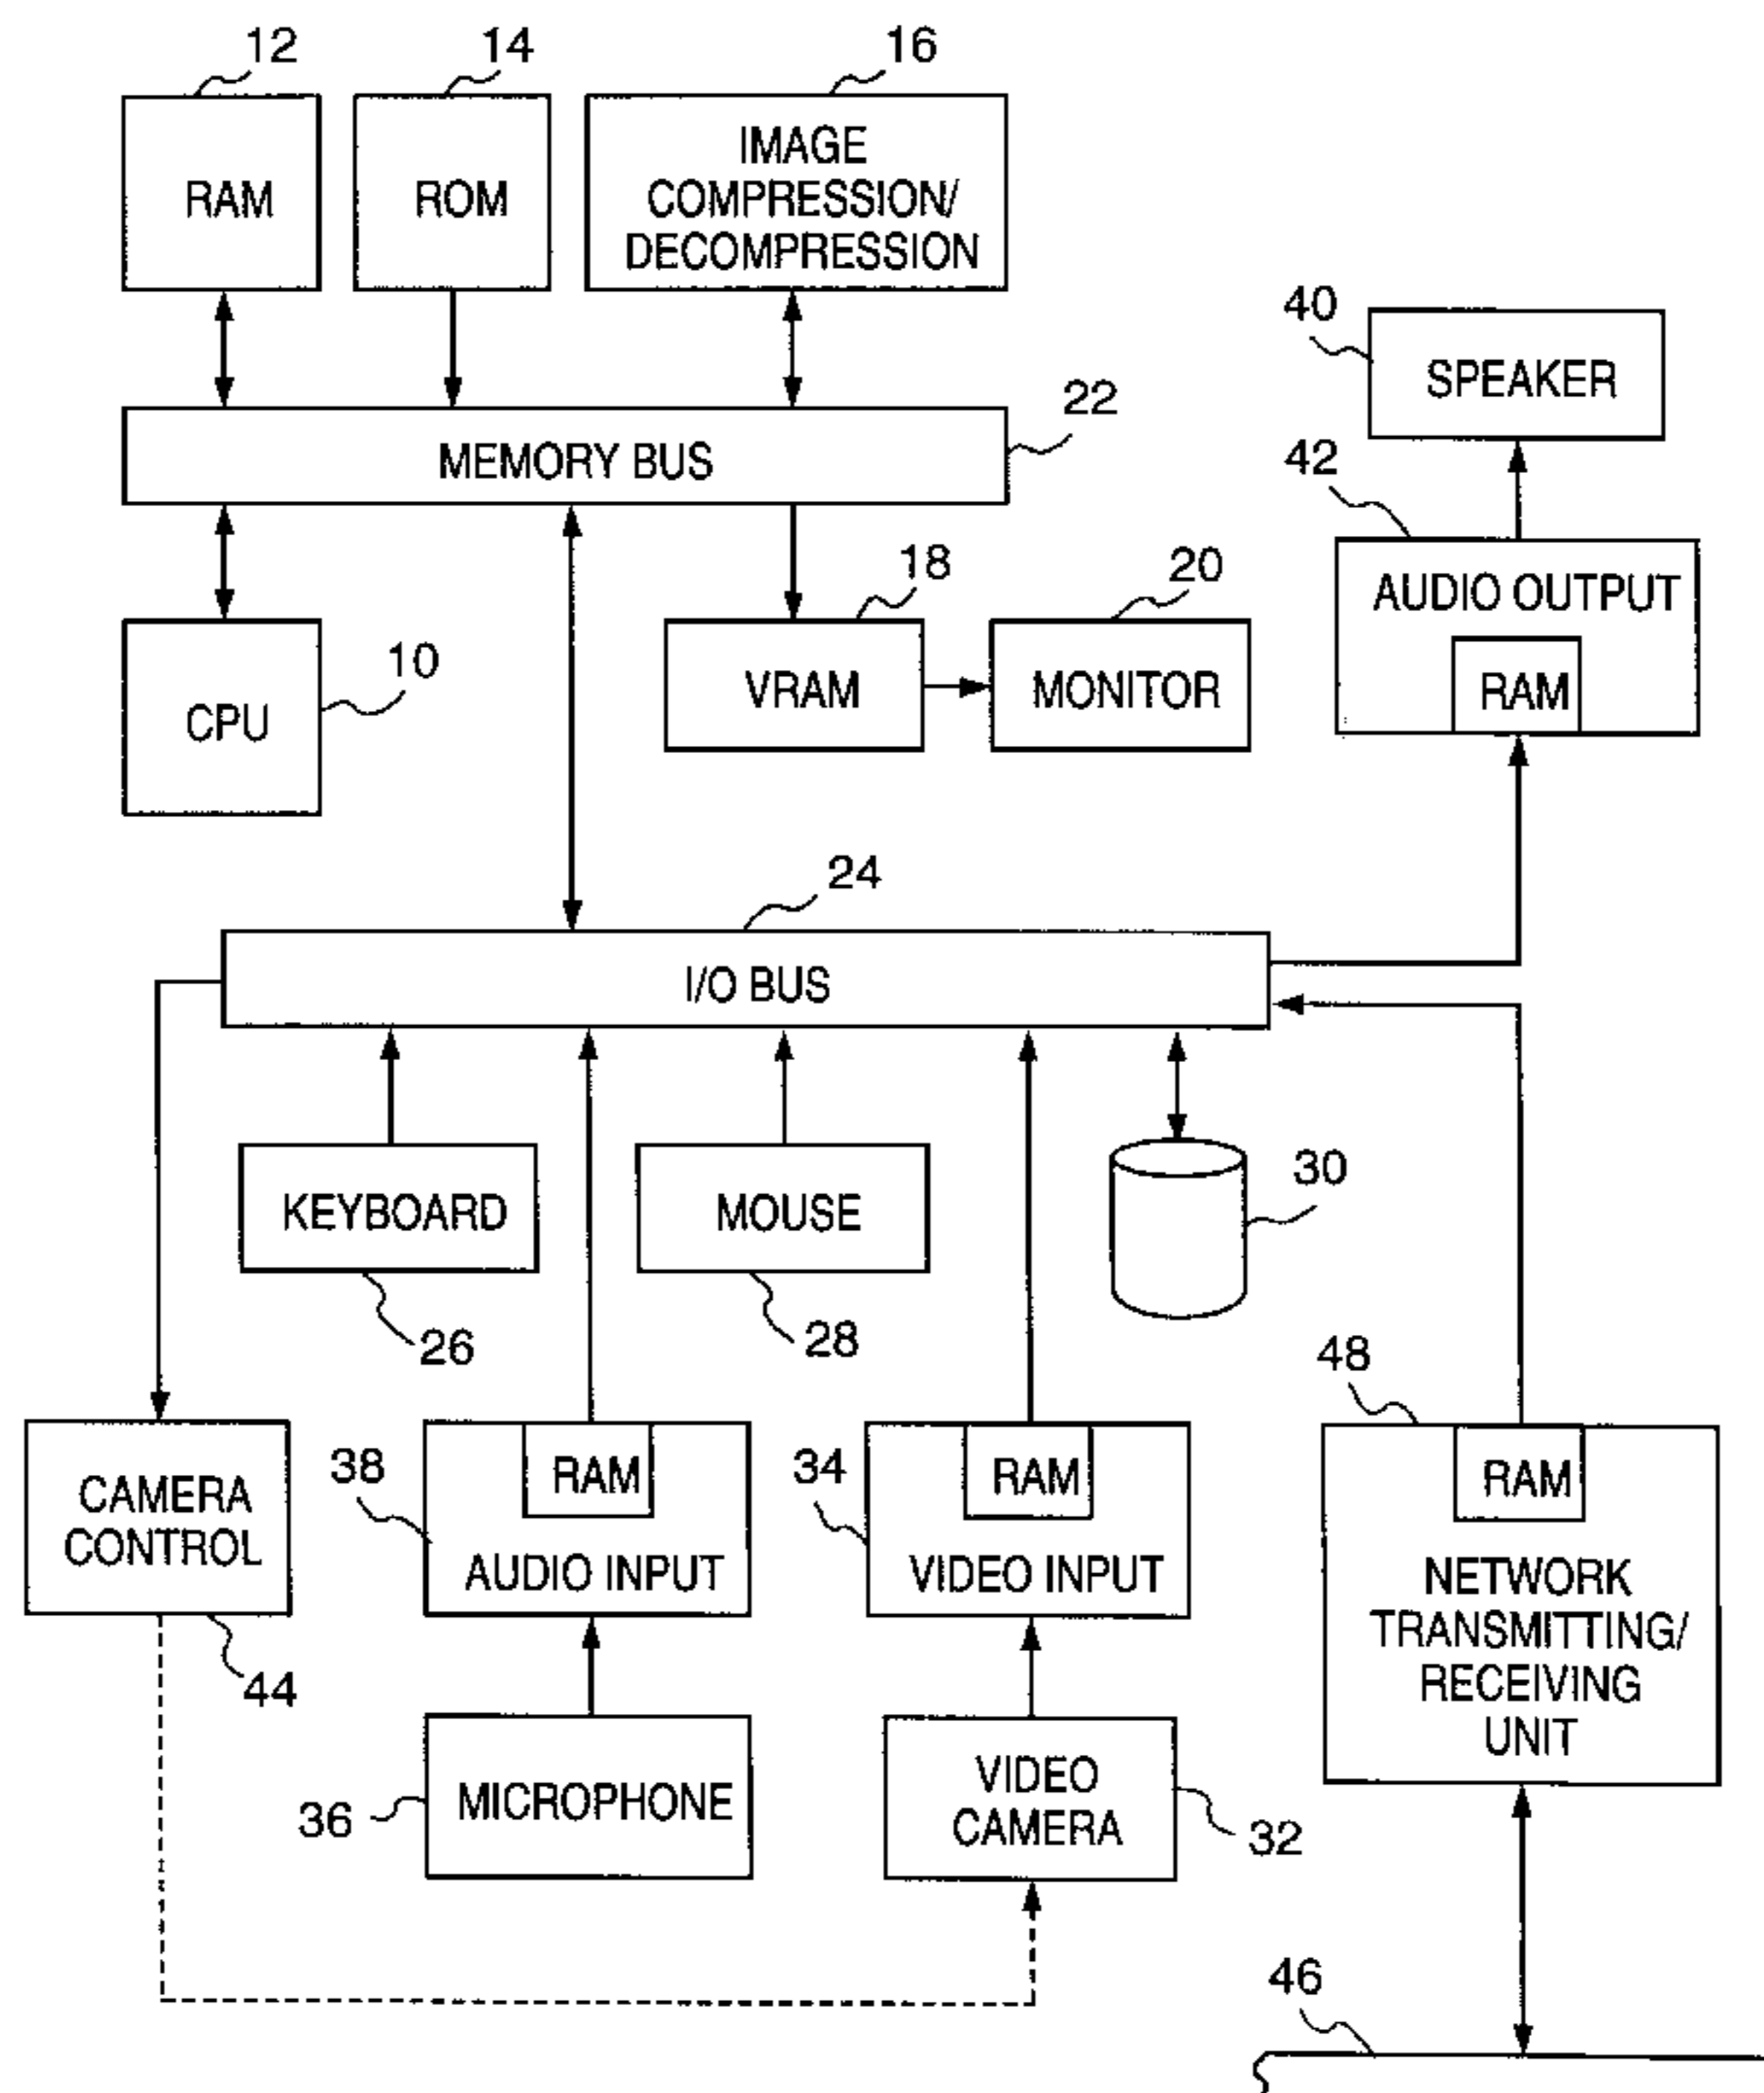 12
14
16
RAM
ROM
IMAGE
COMPRESSION/
DECOMPRESSION
40
SPEAKER
22
MEMORY BUS
42
18
20
AUDIO OUTPUT
RAM
10
CPU
VRAM
MONITOR
24
I/O BUS
KEYBOARD
MOUSE
30
26
28
48
CAMERA
CONTROL
38
RAM
AUDIO INPUT
34
RAM
VIDEO INPUT
RAM
NETWORK
TRANSMITTING/
RECEIVING
UNIT
44
36
MICROPHONE
VIDEO
CAMERA
32
46